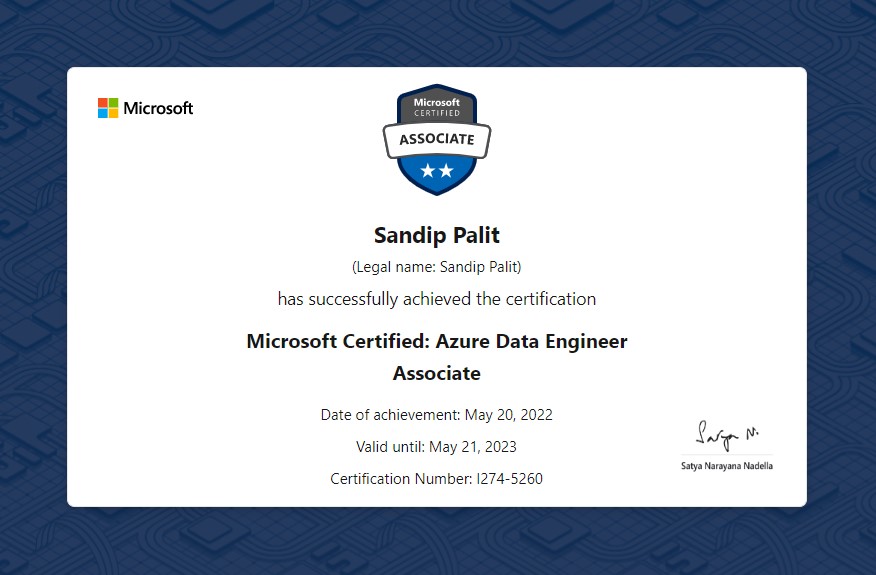 Microsoft
Microsoft
CERTIFIED
ASSOCIATE
Sandip Palit
(Legal name: Sandip Palit)
has successfully achieved the certification
Microsoft Certified: Azure Data Engineer
Associate
Date of achievement: May 20, 2022
Valid until: May 21, 2023
Certification Number: I274-5260
Satya N.
Satya Narayana Nadella